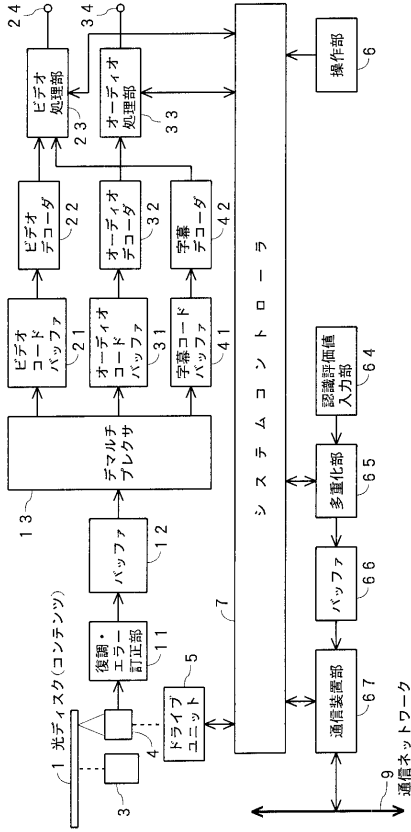 1
光ディスク(コンテンツ)
3
4
ドライブ
ユニット
5
復調・
エラー
訂正部
11
バッファ
12
デマルチ
プレクサ
13
ビデオ
コード
バッファ
21
ビデオ
デコーダ
22
ビデオ
処理部
23
24
オーディオ
コード
バッファ
31
オーディオ
デコーダ
32
オーディオ
処理部
33
34
字幕コード
バッファ
41
字幕
デコーダ
42
システムコントローラ
7
操作部
6
認識評価値
入力部
64
多重化部
65
バッファ
66
通信装置部
67
9
通信ネットワーク